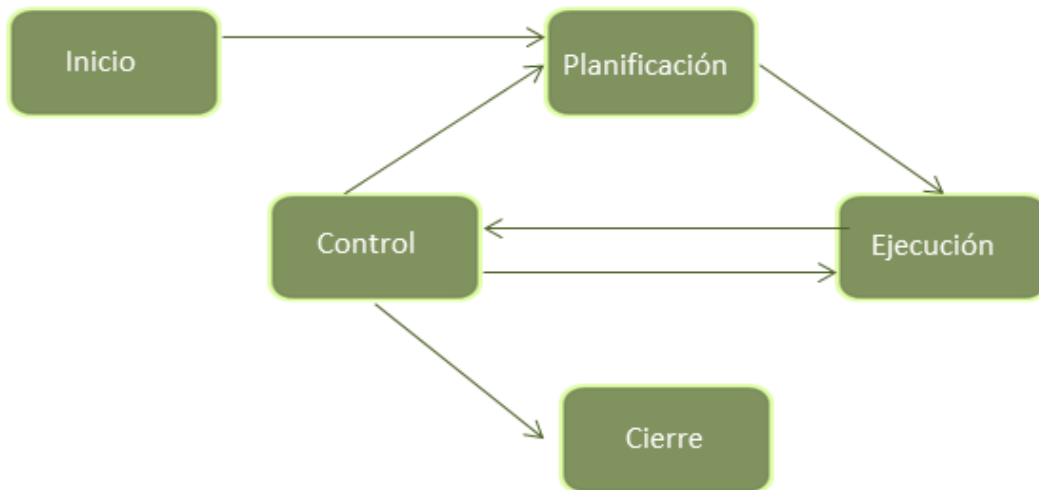 Inicio
Planificación
Control
Ejecución
Cierre